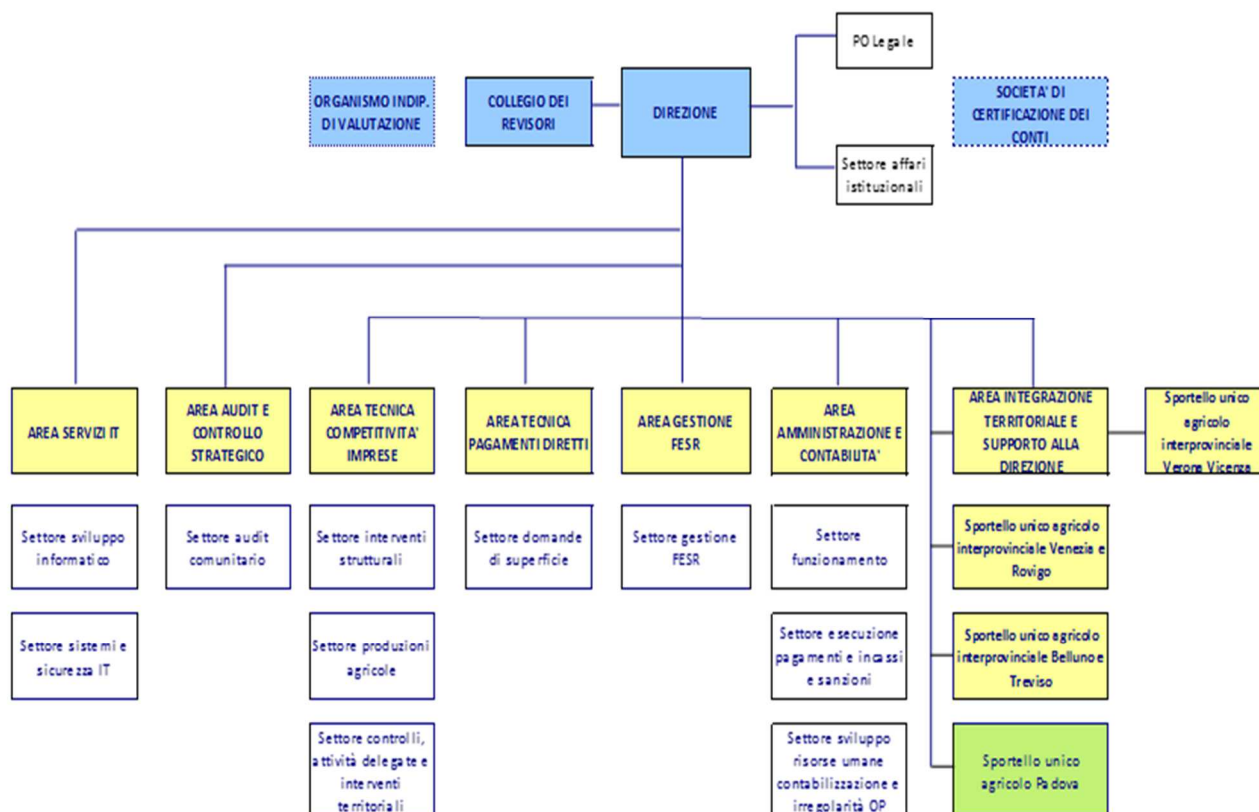 PO Legale
ORGANISMO INDIP.
DI VALUTAZIONE
COLLEGIO DEI
REVISORI
DIREZIONE
SOCIETA' DI
CERTIFICAZIONE DEI
CONTI
Settore affari
istituzionali
AREA SERVIZI IT
AREA AUDIT E
CONTROLLO
STRATEGICO
AREA TECNICA
COMPETITIVITA'
IMPRESE
AREA TECNICA
PAGAMENTI DIRETTI
AREA GESTIONE
FESR
AREA
AMMINISTRAZIONE E
CONTABILITA'
AREA INTEGRAZIONE
TERRITORIALE E
SUPPORTO ALLA
DIREZIONE
Sportello unico
agricolo
interprovinciale
Verona Vicenza
Settore sviluppo
informatico
Settore audit
comunitario
Settore interventi
strutturali
Settore domande
di superficie
Settore gestione
FESR
Settore
funzionamento
Sportello unico agricolo
interprovinciale Venezia e
Rovigo
Settore sistemi e
sicurezza IT
Settore produzioni
agricole
Settore esecuzione
pagamenti e incassi
e sanzioni
Sportello unico agricolo
interprovinciale Belluno e
Treviso
Settore controlli,
attività delegate e
interventi
territoriali
Settore sviluppo
risorse umane
contabilizzazione e
irregolarità OP
Sportello unico
agricolo Padova